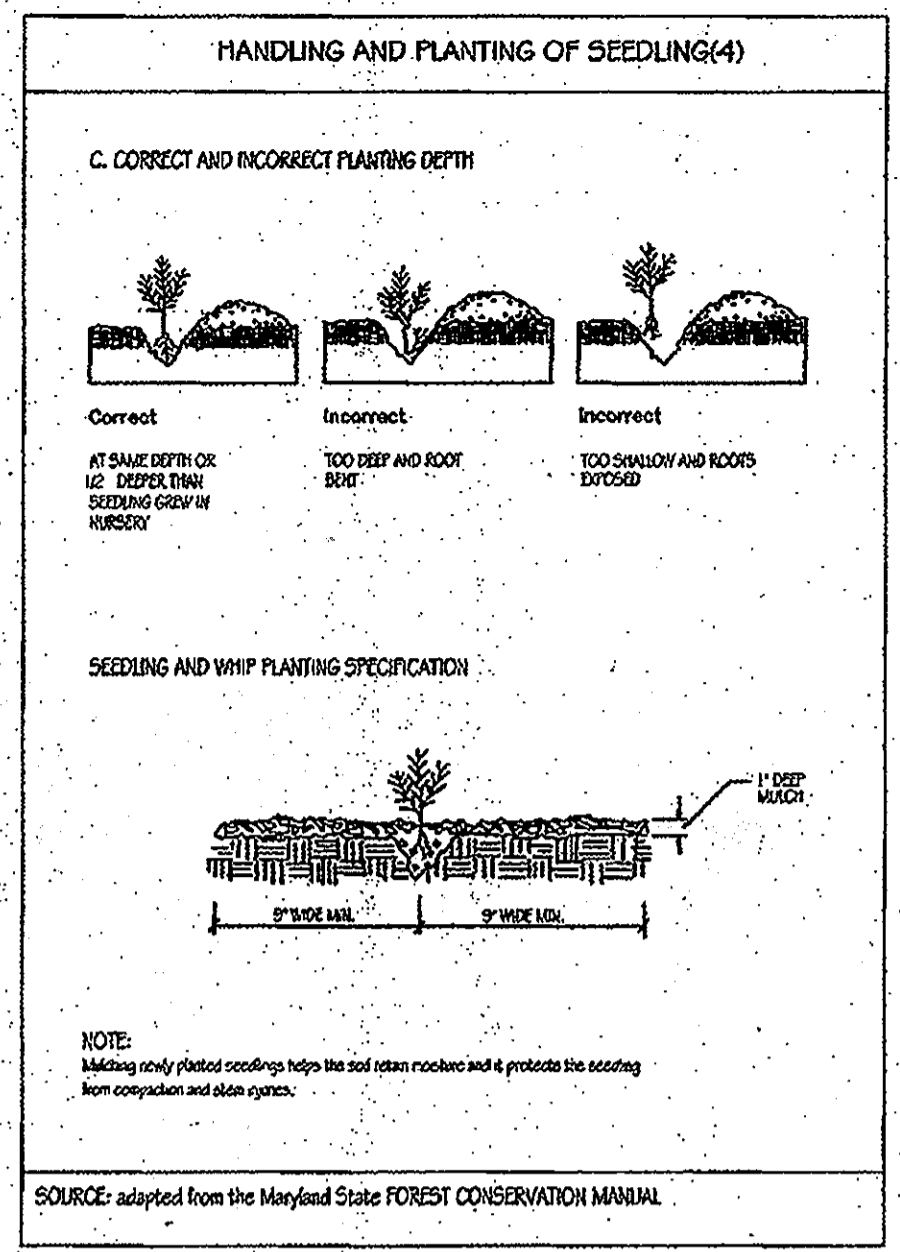 HANDLING AND PLANTING OF SEEDLING(4)
C. CORRECT AND INCORRECT PLANTING DEPTH
Correct
AT SAME DEPTH OR
1/2 DEEPER THAN
SEEDLING GREW IN
NURSERY
Incorrect
TOO DEEP AND ROOT
BENT
Incorrect
TOO SHALLOW AND ROOTS
EXPOSED
SEEDLING AND WHIP PLANTING SPECIFICATION
1" DEEP
MULCH
9" WIDE MIN.
9" WIDE MIN.
NOTE:
Mulching newly planted seedlings helps the soil retain moisture and it protects the seedling
from compaction and stem injuries.
SOURCE: adapted from the Maryland State FOREST CONSERVATION MANUAL